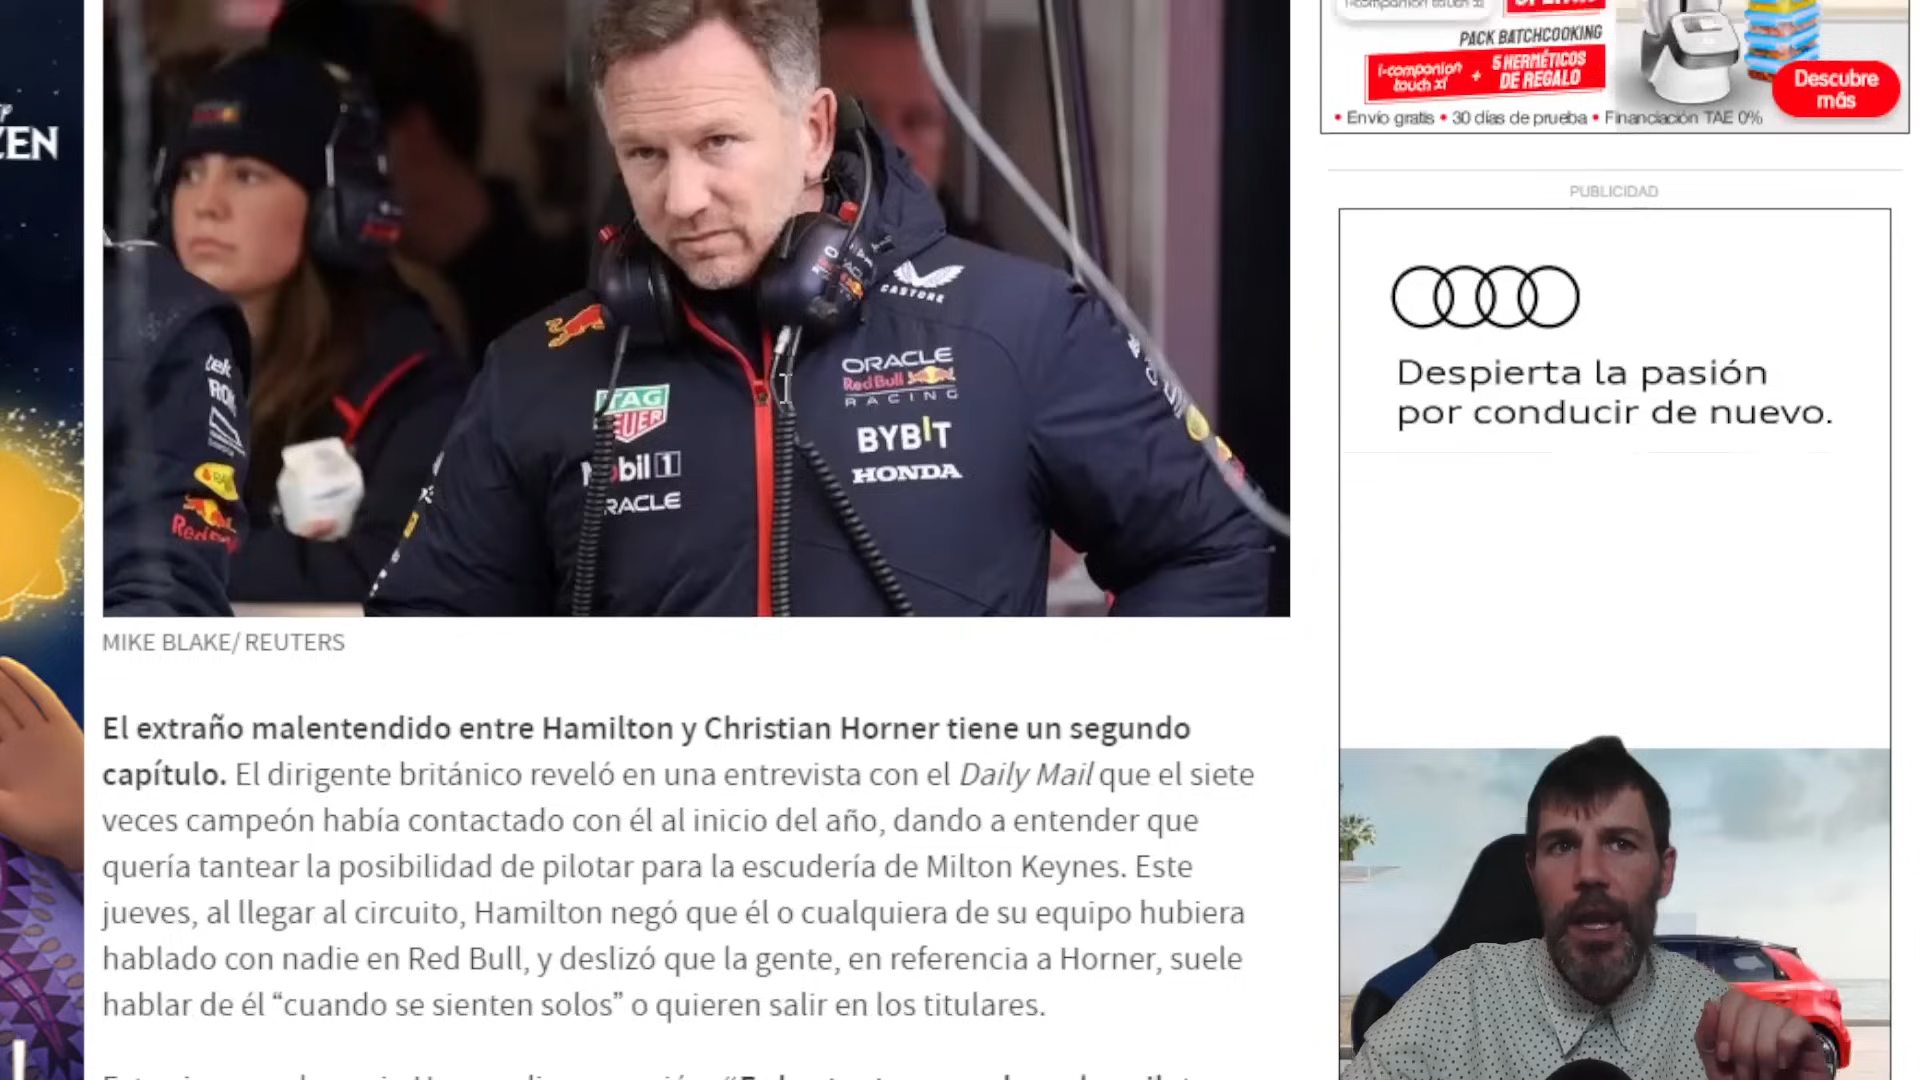 PACK BATCHCOOKING
i-companion touch xl + 5 HERMÉTICOS DE REGALO
Descubre más
• Envío gratis • 30 días de prueba • Financiación TAE 0%
PUBLICIDAD
Despierta la pasión
por conducir de nuevo.
CASTORE
ORACLE
Red Bull
RACING
TAG
BYBIT
HONDA
MIKE BLAKE/ REUTERS
El extraño malentendido entre Hamilton y Christian Horner tiene un segundo
capítulo. El dirigente británico reveló en una entrevista con el Daily Mail que el siete
veces campeón había contactado con él al inicio del año, dando a entender que
quería tantear la posibilidad de pilotar para la escudería de Milton Keynes. Este
jueves, al llegar al circuito, Hamilton negó que él o cualquiera de su equipo hubiera
hablado con nadie en Red Bull, y deslizó que la gente, en referencia a Horner, suele
hablar de él “cuando se sienten solos” o quieren salir en los titulares.